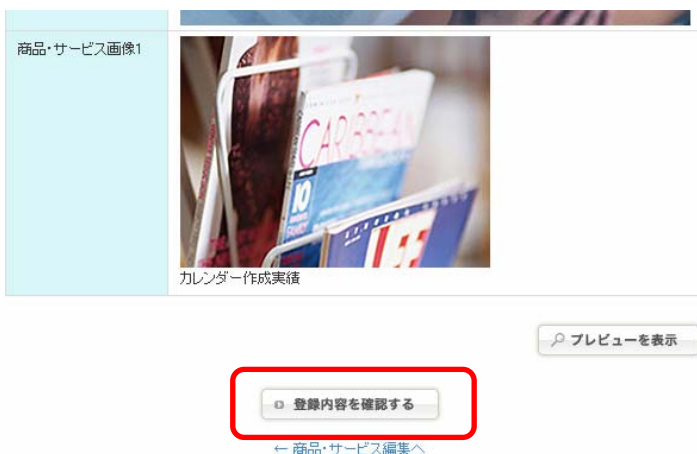 商品・サービス画像1
CARIBBEAN
10
カレンダー作成実績
プレビューを表示
登録内容を確認する
← 商品・サービス編集へ